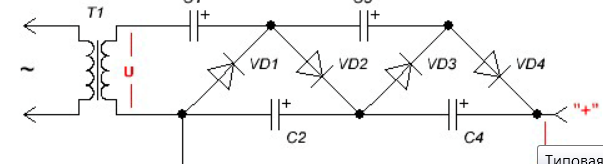 T1
~
U
+
+
VD1
VD2
VD3
VD4
+
C2
+
C4
"+"
Типовая